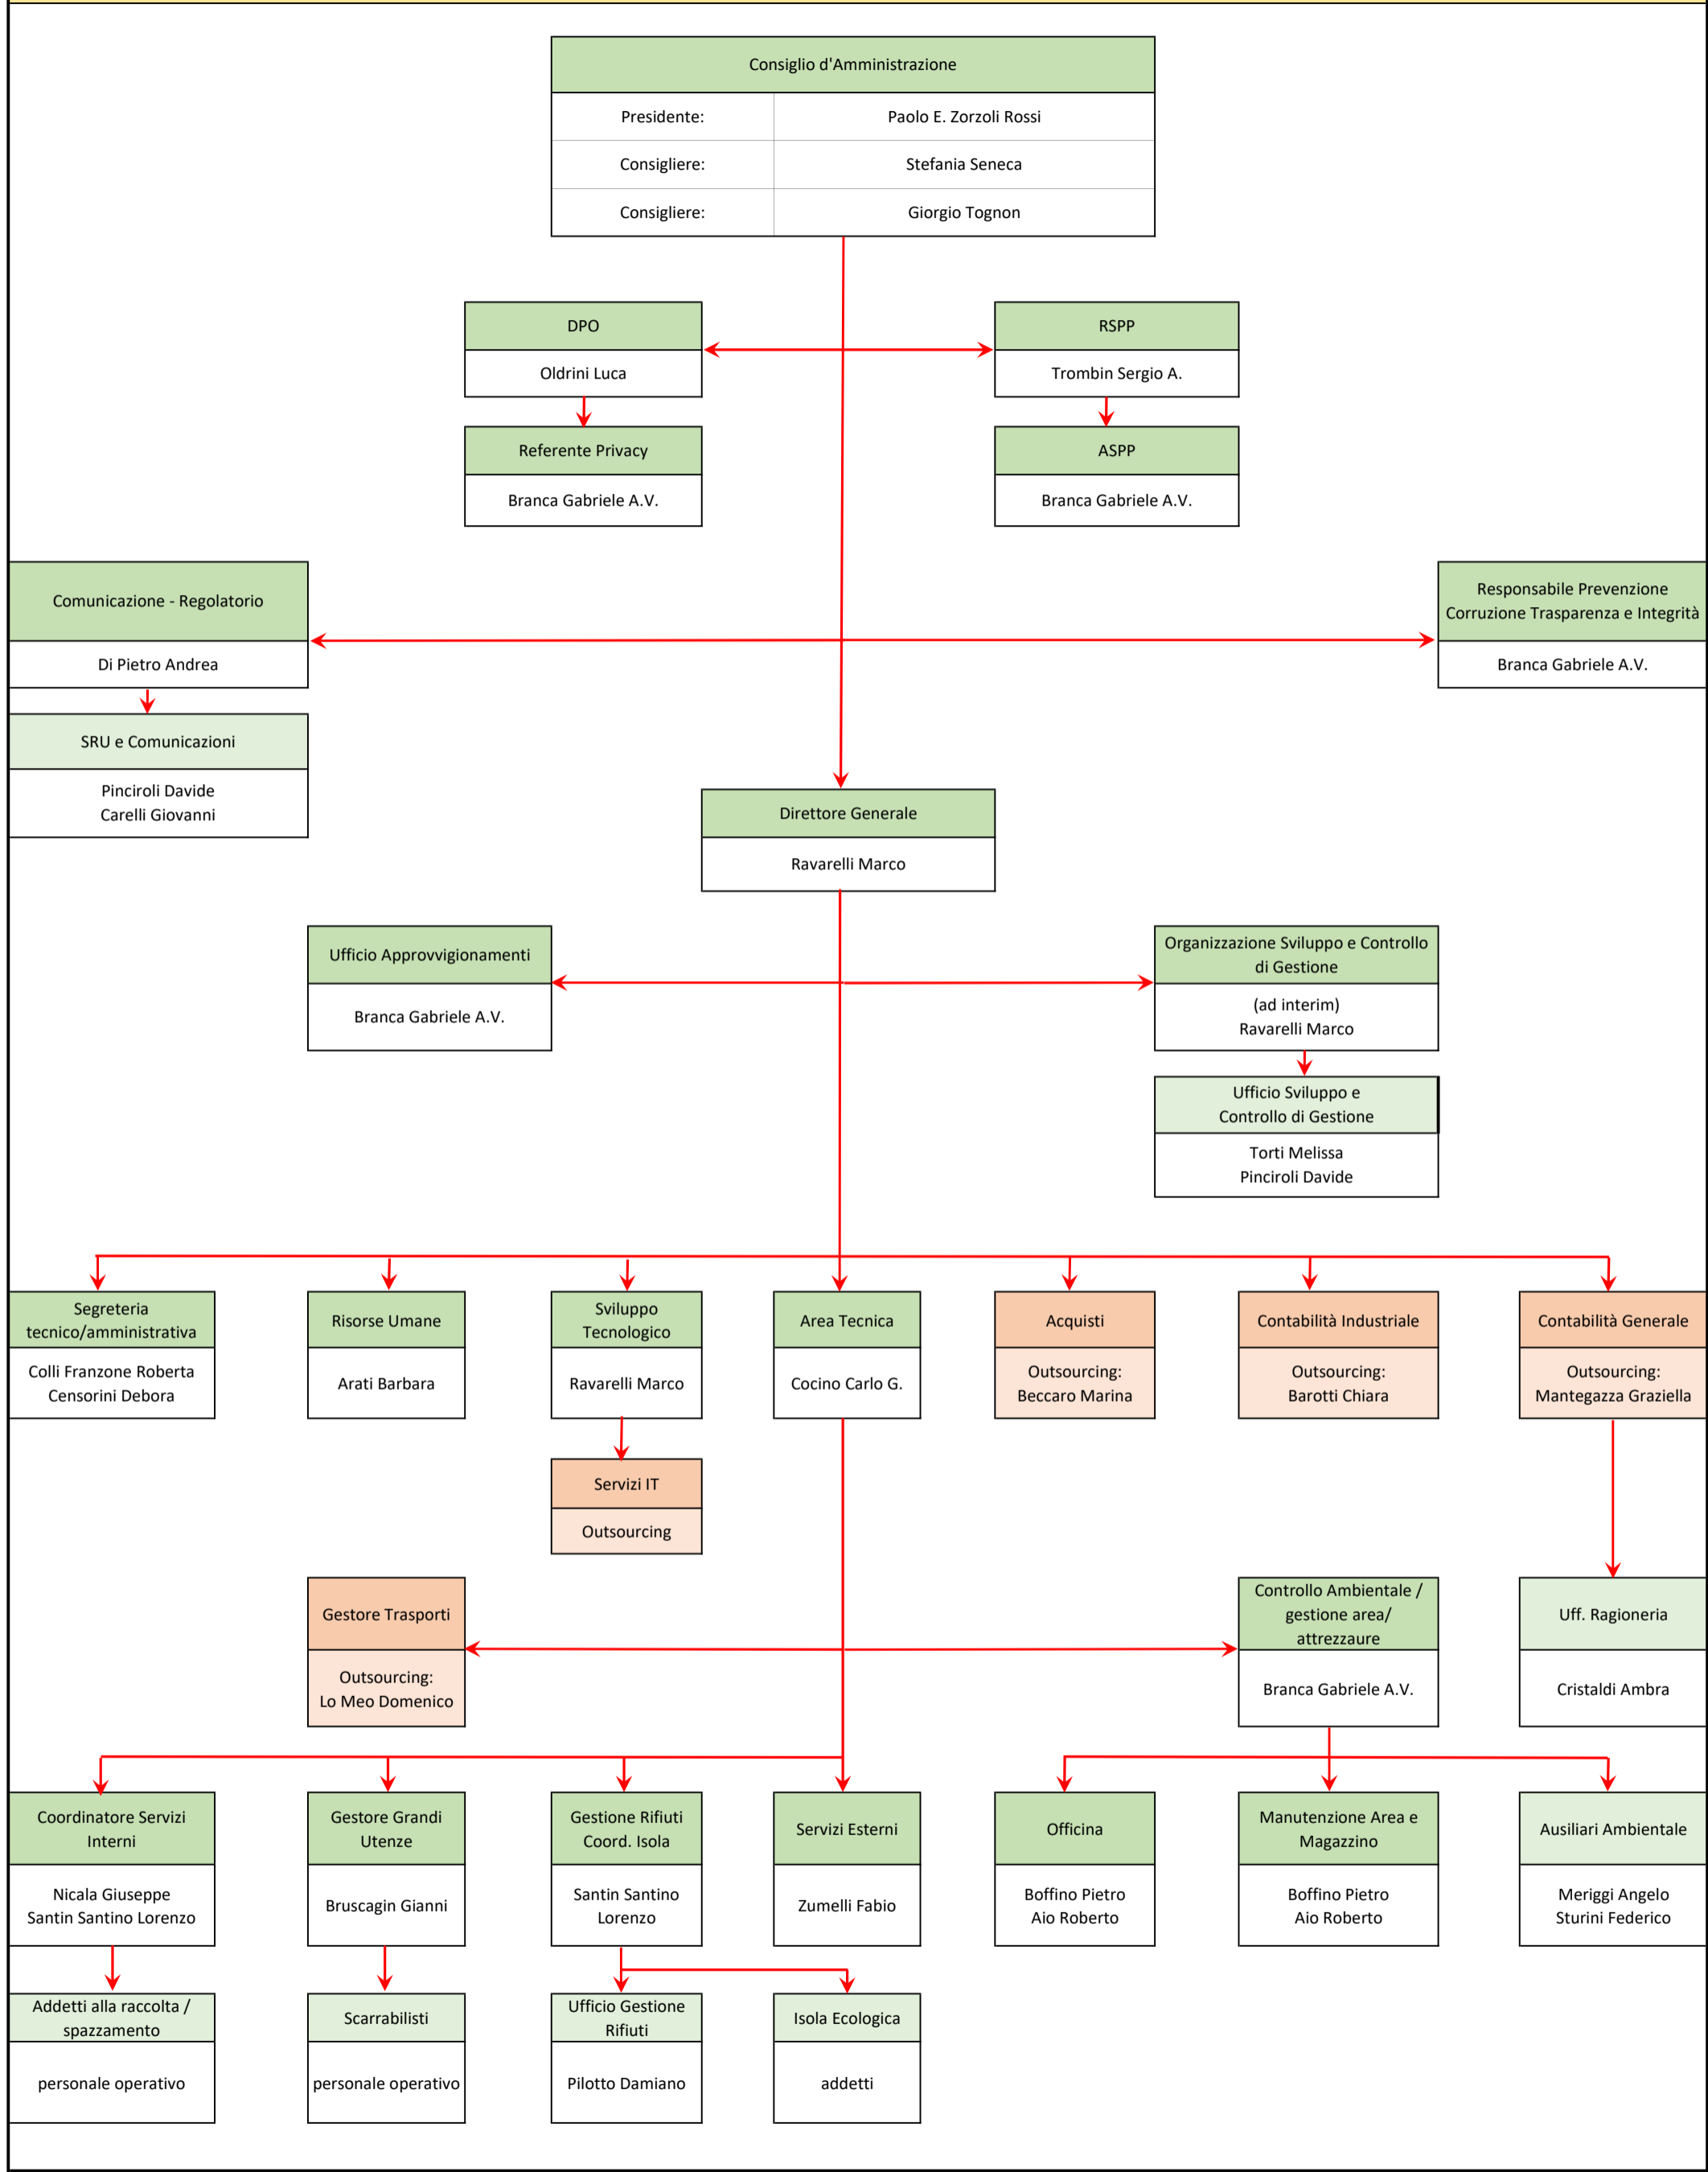 Consiglio d'Amministrazione
Presidente: Paolo E. Zorzoli Rossi
Consigliere: Stefania Seneca
Consigliere: Giorgio Tognon
DPO
Oldrini Luca
RSPP
Trombin Sergio A.
Referente Privacy
Branca Gabriele A.V.
ASPP
Branca Gabriele A.V.
Comunicazione - Regolatorio
Di Pietro Andrea
Responsabile Prevenzione
Corruzione Trasparenza e Integrità
Branca Gabriele A.V.
SRU e Comunicazioni
Pinciroli Davide
Carelli Giovanni
Direttore Generale
Ravarelli Marco
Ufficio Approvvigionamenti
Branca Gabriele A.V.
Organizzazione Sviluppo e Controllo
di Gestione
(ad interim)
Ravarelli Marco
Ufficio Sviluppo e
Controllo di Gestione
Torti Melissa
Pinciroli Davide
Segreteria
tecnico/amministrativa
Colli Franzone Roberta
Censorini Debora
Risorse Umane
Arati Barbara
Sviluppo
Tecnologico
Ravarelli Marco
Area Tecnica
Cocino Carlo G.
Acquisti
Outsourcing:
Beccaro Marina
Contabilità Industriale
Outsourcing:
Barotti Chiara
Contabilità Generale
Outsourcing:
Mantegazza Graziella
Servizi IT
Outsourcing
Gestore Trasporti
Outsourcing:
Lo Meo Domenico
Controllo Ambientale /
gestione area/
attrezzaure
Branca Gabriele A.V.
Uff. Ragioneria
Cristaldi Ambra
Coordinatore Servizi
Interni
Nicala Giuseppe
Santin Santino Lorenzo
Gestore Grandi
Utenze
Bruscagin Gianni
Gestione Rifiuti
Coord. Isola
Santin Santino
Lorenzo
Servizi Esterni
Zumelli Fabio
Officina
Boffino Pietro
Aio Roberto
Manutenzione Area e
Magazzino
Boffino Pietro
Aio Roberto
Ausiliari Ambientale
Meriggi Angelo
Sturini Federico
Addetti alla raccolta /
spazzamento
personale operativo
Scarrabilisti
personale operativo
Ufficio Gestione
Rifiuti
Pilotto Damiano
Isola Ecologica
addetti